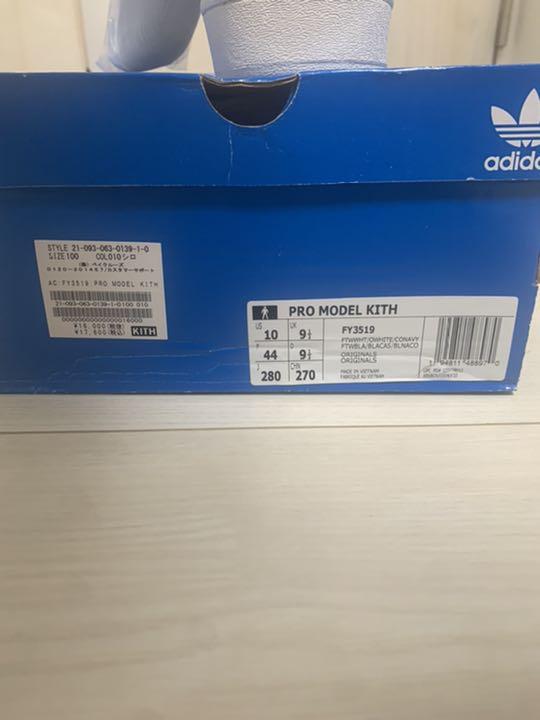 adidas
STYLE 21-093-063-0139-1-0
SIZE100 COL010シロ
(株)ベイクルーズ
AC:FY3519 PRO MODEL KITH
21-093-063-0139-1-0100 010
¥16,000(税抜)
¥17,600(税込) KITH
PRO MODEL KITH
US 10 UK 9½
FY3519
F 44 D 9½
FTWWHT/OWHITE/CONAVY
FTWBLA/BLACAS/BLNACO
ORIGINALS
ORIGINALS
J 280 CHN 270
MADE IN VIETNAM
FABRIQUE AU VIETNAM